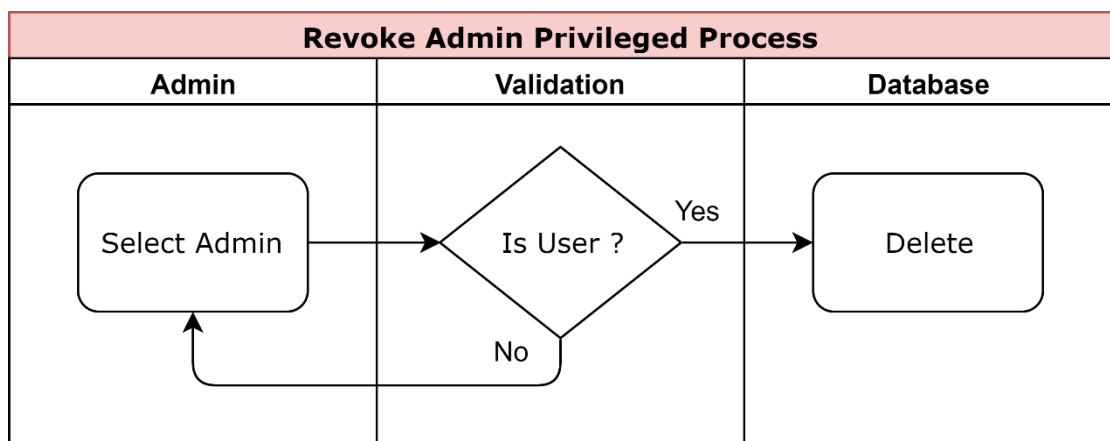 Revoke Admin Privileged Process
Admin
Validation
Database
Select Admin
Is User ?
Yes
Delete
No